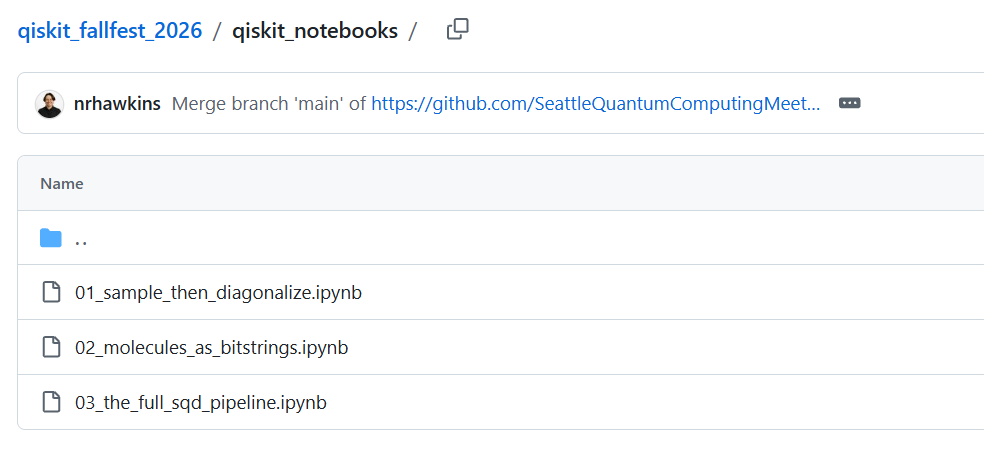 qiskit_fallfest_2026 / qiskit_notebooks /
nrhawkins Merge branch 'main' of https://github.com/SeattleQuantumComputingMeet...
Name
..
01_sample_then_diagonalize.ipynb
02_molecules_as_bitstrings.ipynb
03_the_full_sqd_pipeline.ipynb